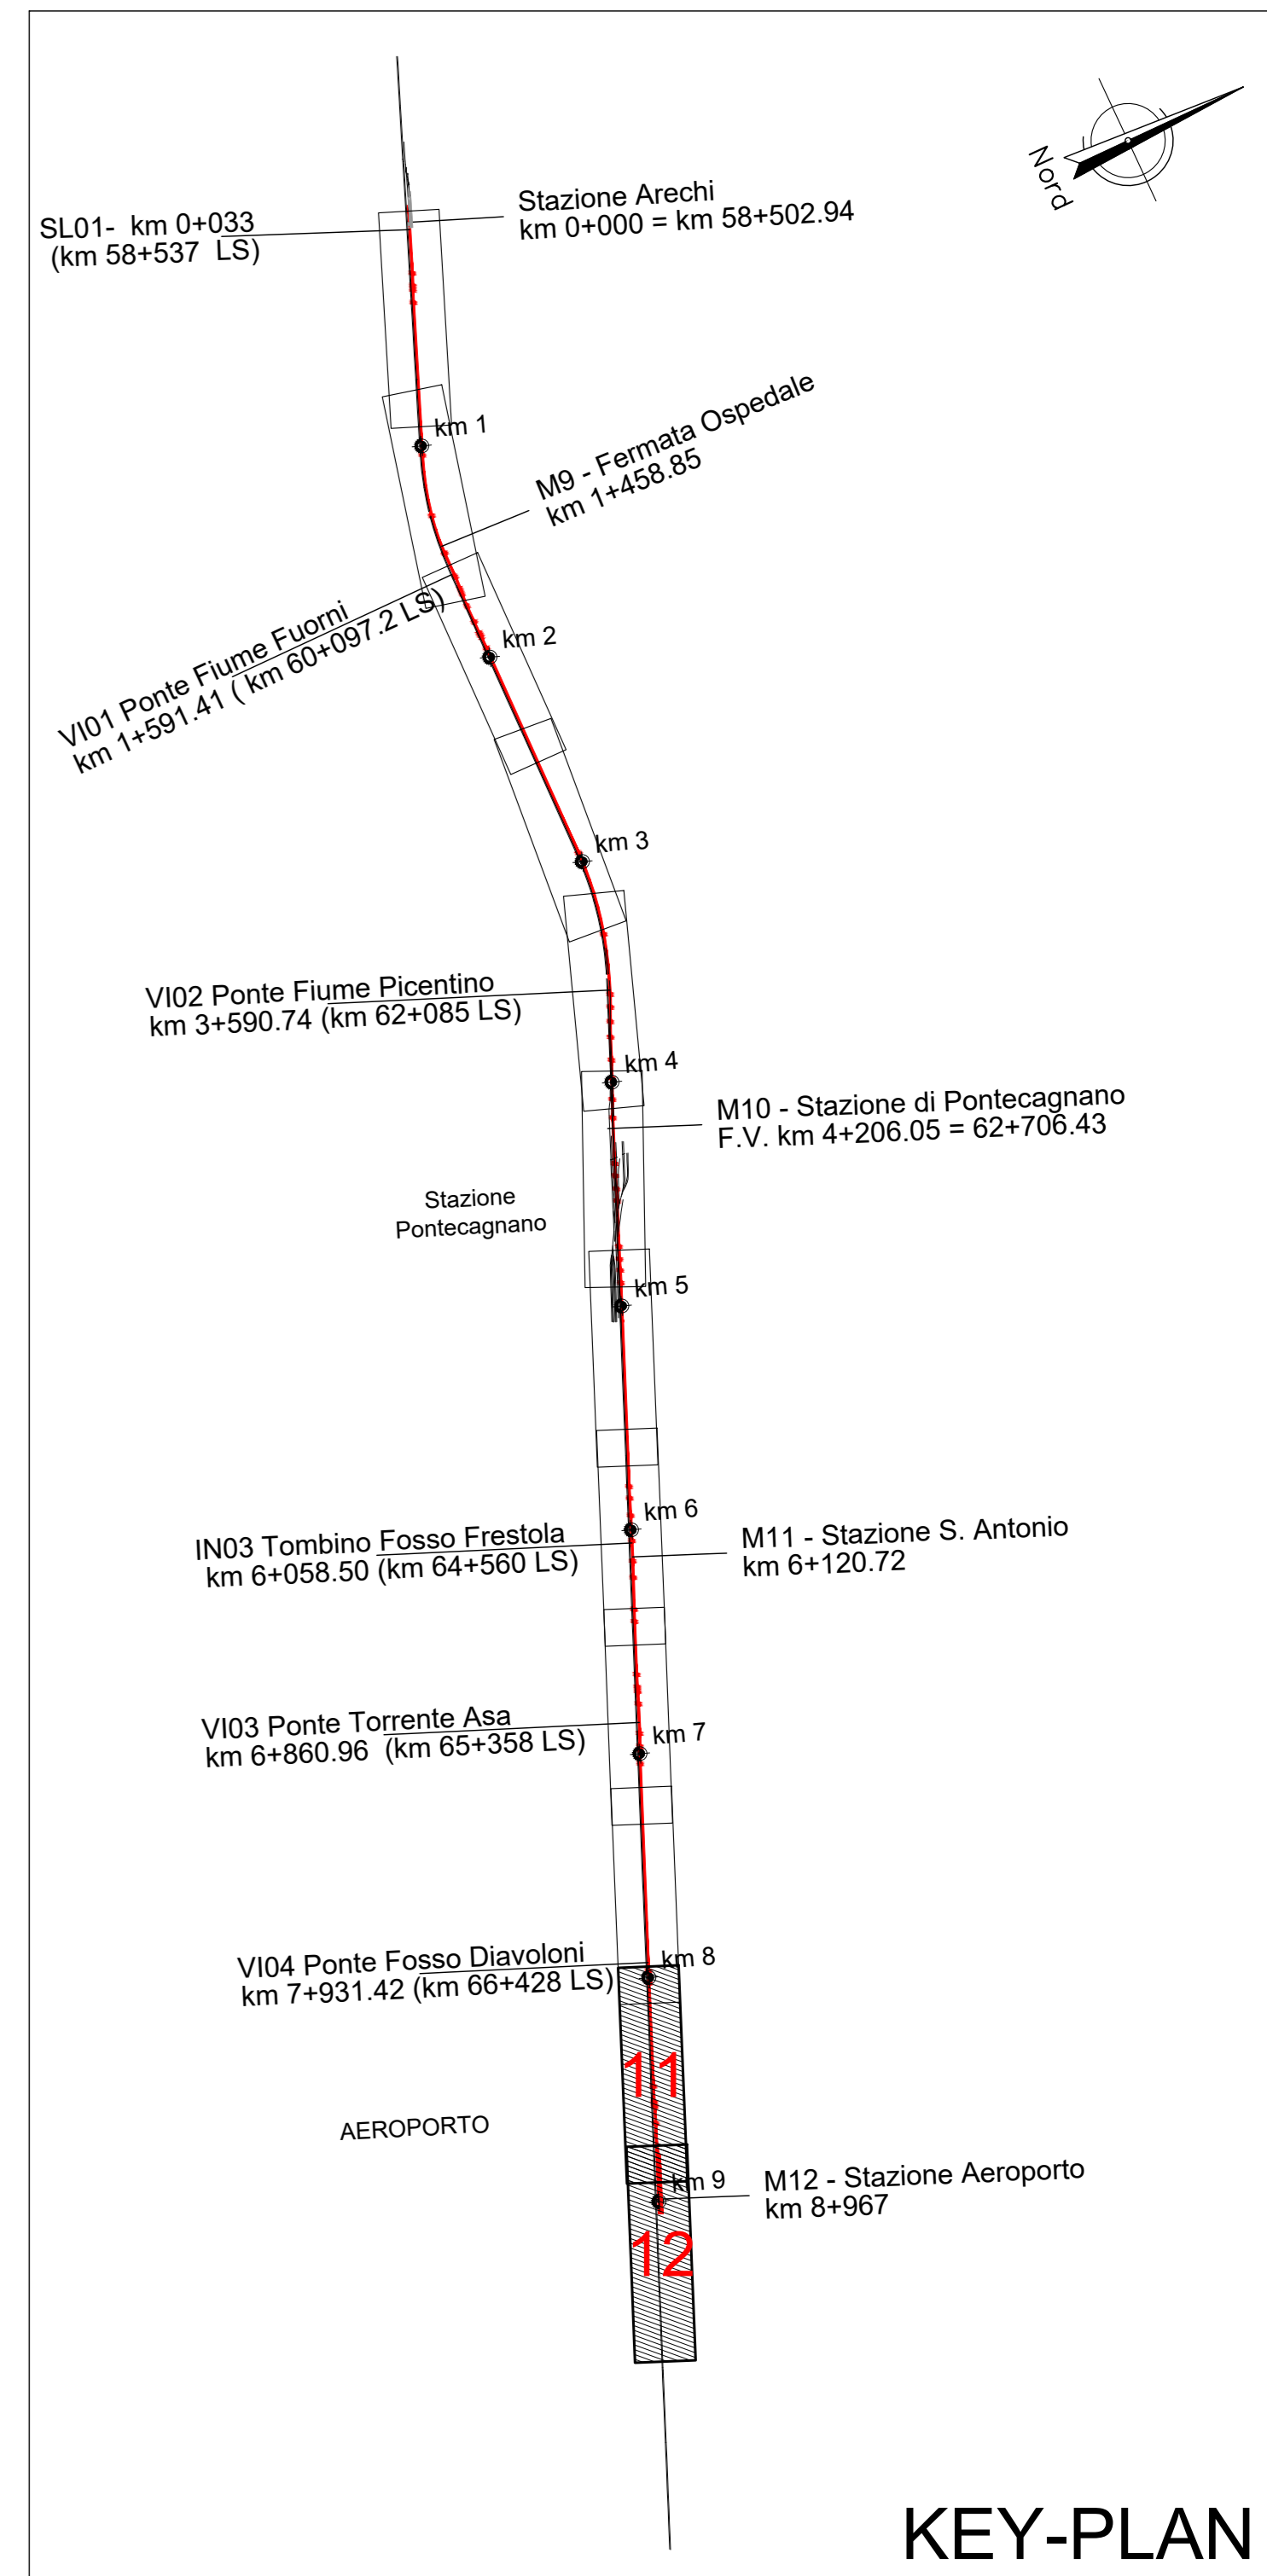 Nord
SL01- km 0+033
(km 58+537 LS)
Stazione Arechi
km 0+000 = km 58+502.94
km 1
M9 - Fermata Ospedale
km 1+458.85
VI01 Ponte Fiume Fuorni
km 1+591.41 ( km 60+097.2 LS)
km 2
km 3
VI02 Ponte Fiume Picentino
km 3+590.74 (km 62+085 LS)
km 4
M10 - Stazione di Pontecagnano
F.V. km 4+206.05 = 62+706.43
Stazione
Pontecagnano
km 5
km 6
IN03 Tombino Fosso Frestola
km 6+058.50 (km 64+560 LS)
M11 - Stazione S. Antonio
km 6+120.72
VI03 Ponte Torrente Asa
km 6+860.96 (km 65+358 LS)
km 7
VI04 Ponte Fosso Diavoloni
km 7+931.42 (km 66+428 LS)
km 8
11
AEROPORTO
km 9
M12 - Stazione Aeroporto
km 8+967
12
KEY-PLAN